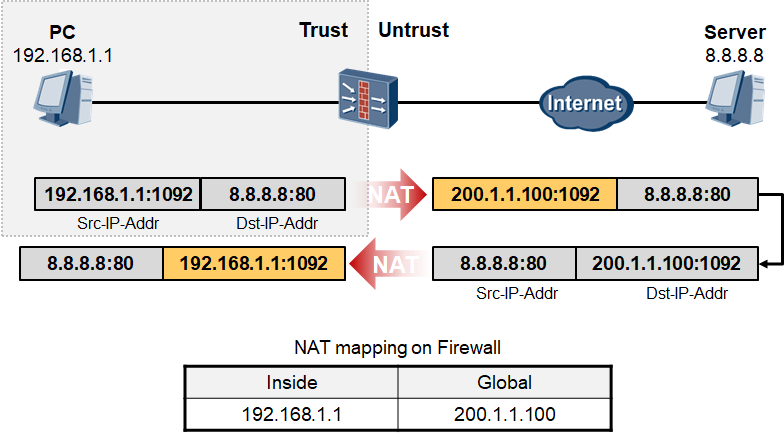 PC
192.168.1.1
Trust
Untrust
Server
8.8.8.8
Internet
192.168.1.1:1092
8.8.8.8:80
NAT
200.1.1.100:1092
8.8.8.8:80
Src-IP-Addr
Dst-IP-Addr
8.8.8.8:80
192.168.1.1:1092
NAT
8.8.8.8:80
200.1.1.100:1092
Src-IP-Addr
Dst-IP-Addr
NAT mapping on Firewall
Inside
Global
192.168.1.1
200.1.1.100